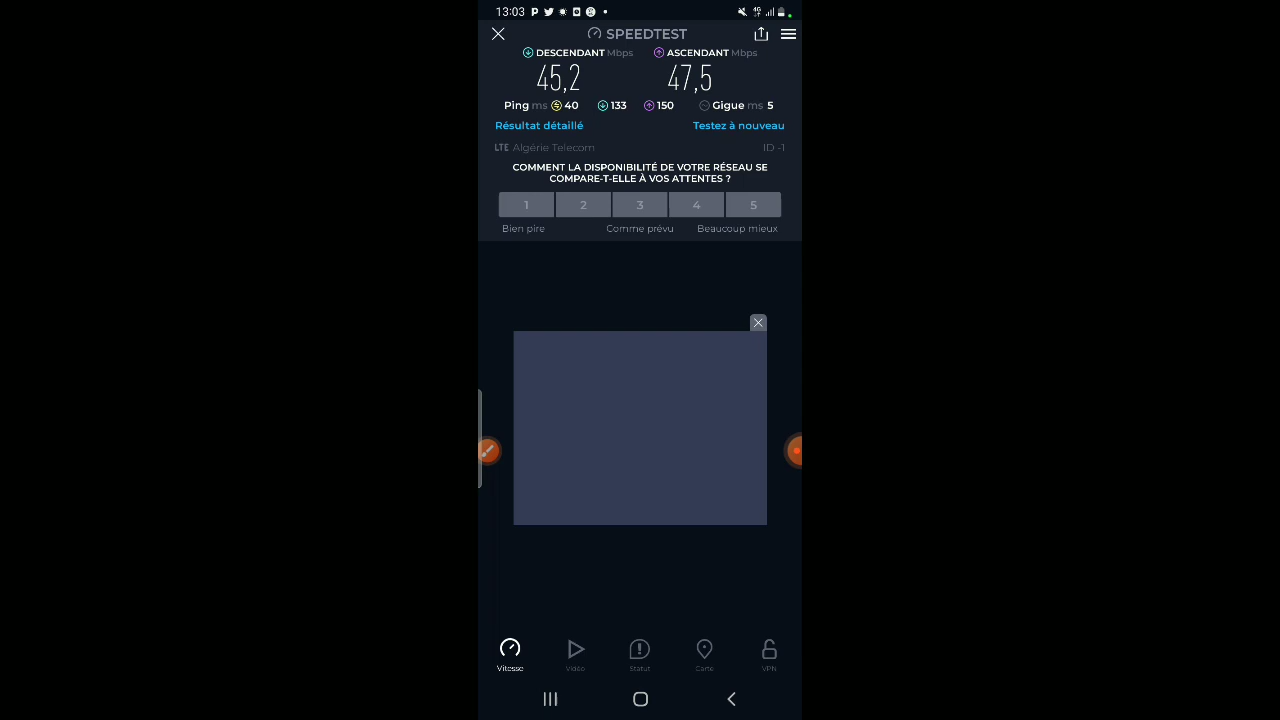 13:03
4G
SPEEDTEST
DESCENDANT Mbps
ASCENDANT Mbps
45,2
47,5
Ping ms 40 133 150 Gigue ms 5
Résultat détaillé
Testez à nouveau
LTE Algérie Telecom
ID -1
COMMENT LA DISPONIBILITÉ DE VOTRE RÉSEAU SE
COMPARE-T-ELLE À VOS ATTENTES ?
1 2 3 4 5
Bien pire Comme prévu Beaucoup mieux
Vitesse Vidéo Statut Carte VPN